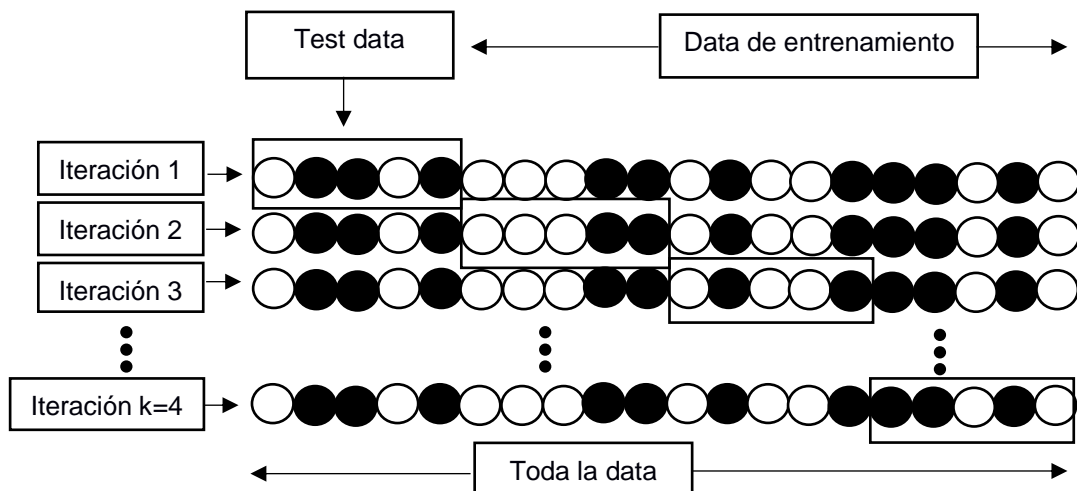 Test data
Data de entrenamiento
Iteración 1
Iteración 2
Iteración 3
Iteración k=4
Toda la data